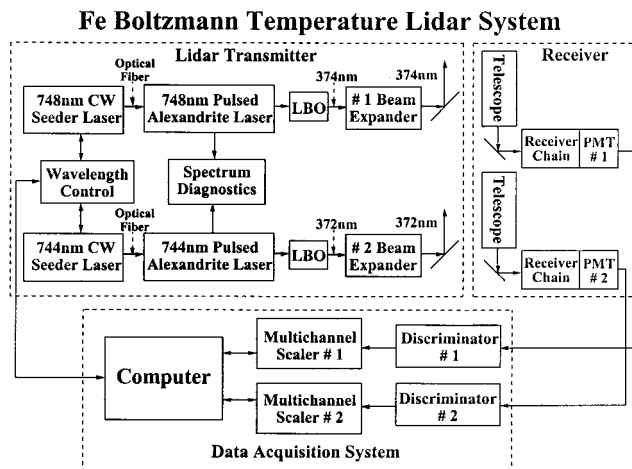 Fe Boltzmann Temperature Lidar System
Lidar Transmitter
Receiver
Optical
Fiber
374nm
374nm
748nm CW
Seeder Laser
748nm Pulsed
Alexandrite Laser
LBO
# 1 Beam
Expander
Telescope
Receiver
Chain
PMT
# 1
Wavelength
Control
Spectrum
Diagnostics
Optical
Fiber
372nm
372nm
744nm CW
Seeder Laser
744nm Pulsed
Alexandrite Laser
LBO
# 2 Beam
Expander
Telescope
Receiver
Chain
PMT
# 2
Computer
Multichannel
Scaler # 1
Discriminator
# 1
Multichannel
Scaler # 2
Discriminator
# 2
Data Acquisition System